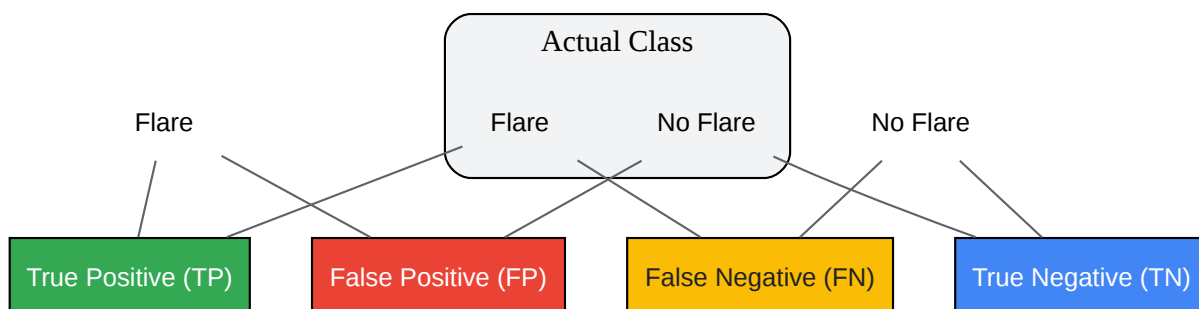 Actual Class
Flare
Flare
No Flare
No Flare
True Positive (TP)
False Positive (FP)
False Negative (FN)
True Negative (TN)